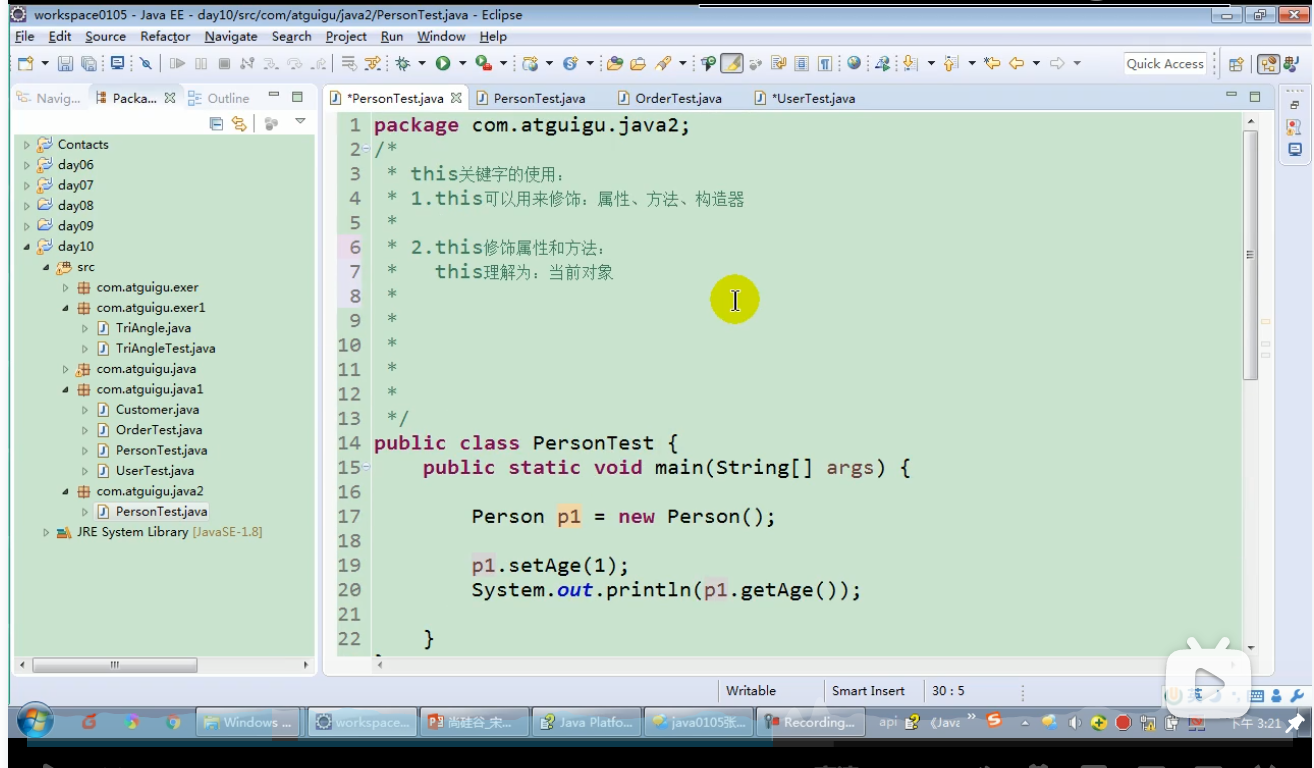 workspace0105 - Java EE - day10/src/com/atguigu/java2/PersonTest.java - Eclipse
File Edit Source Refactor Navigate Search Project Run Window Help
Quick Access
Navig... Packa... Outline
*PersonTest.java PersonTest.java OrderTest.java *UserTest.java
Contacts
day06
day07
day08
day09
day10
src
com.atguigu.exer
com.atguigu.exer1
TriAngle.java
TriAngleTest.java
com.atguigu.java
com.atguigu.java1
Customer.java
OrderTest.java
PersonTest.java
UserTest.java
com.atguigu.java2
PersonTest.java
JRE System Library [JavaSE-1.8]
1 package com.atguigu.java2;
2 /*
3 * this关键字的使用：
4 * 1.this可以用来修饰：属性、方法、构造器
5 *
6 * 2.this修饰属性和方法：
7 * this理解为：当前对象
8 *
9 *
10 *
11 *
12 *
13 */
14 public class PersonTest {
15 public static void main(String[] args) {
16
17 Person p1 = new Person();
18
19 p1.setAge(1);
20 System.out.println(p1.getAge());
21
22 }
Writable Smart Insert 30 : 5
英
Windows ... workspace... 尚硅谷_宋... Java Platfo... java0105张... Recording... api 《Java » 下午 3:21